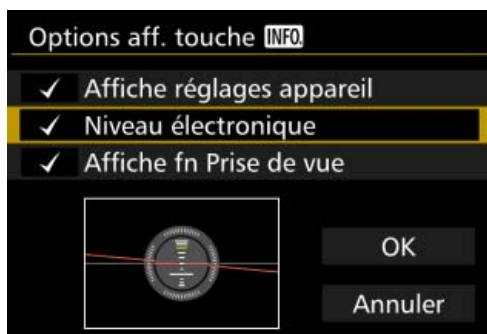 Options aff. touche INFO.
✓ Affiche réglages appareil
✓ Niveau électronique
✓ Affiche fn Prise de vue
OK
Annuler